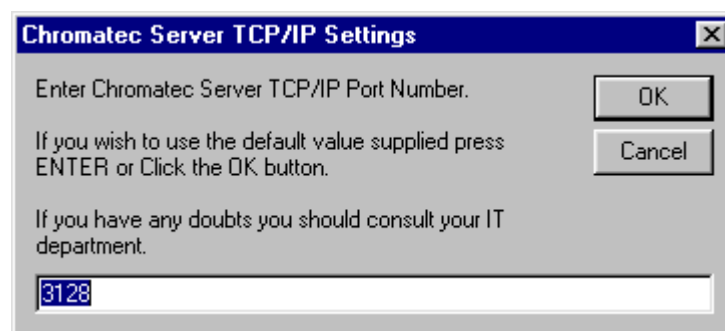 Chromatec Server TCP/IP Settings
Enter Chromatec Server TCP/IP Port Number.
OK
If you wish to use the default value supplied press
ENTER or Click the OK button.
Cancel
If you have any doubts you should consult your IT
department.
3128